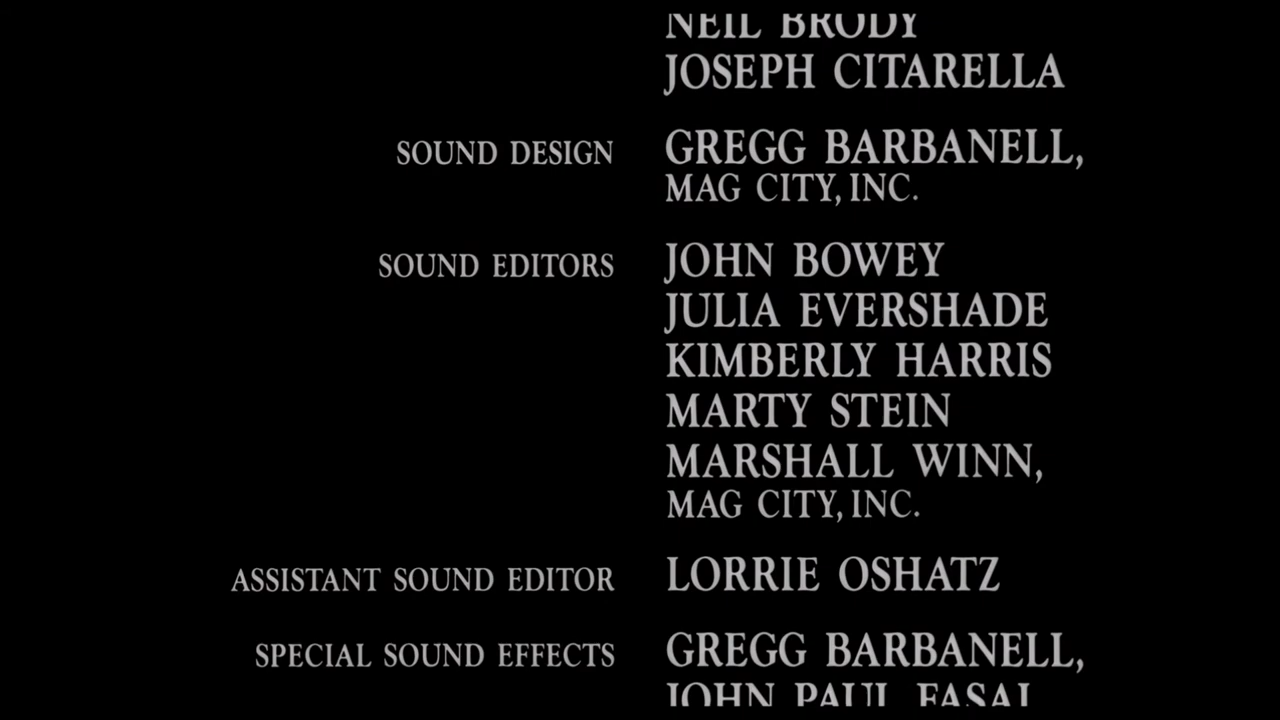 NEIL BRODY
JOSEPH CITARELLA
SOUND DESIGN GREGG BARBANELL,
MAG CITY, INC.
SOUND EDITORS JOHN BOWEY
JULIA EVERSHADE
KIMBERLY HARRIS
MARTY STEIN
MARSHALL WINN,
MAG CITY, INC.
ASSISTANT SOUND EDITOR LORRIE OSHATZ
SPECIAL SOUND EFFECTS GREGG BARBANELL,
JOHN PAUL FASAL